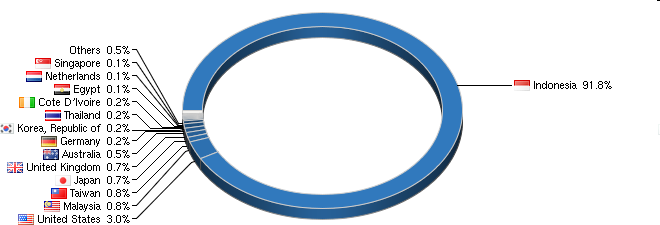 Others 0.5%
Singapore 0.1%
Netherlands 0.1%
Egypt 0.1%
Cote D'Ivoire 0.2%
Thailand 0.2%
Korea, Republic of 0.2%
Germany 0.2%
Australia 0.5%
United Kingdom 0.7%
Japan 0.7%
Taiwan 0.8%
Malaysia 0.8%
United States 3.0%
Indonesia 91.8%